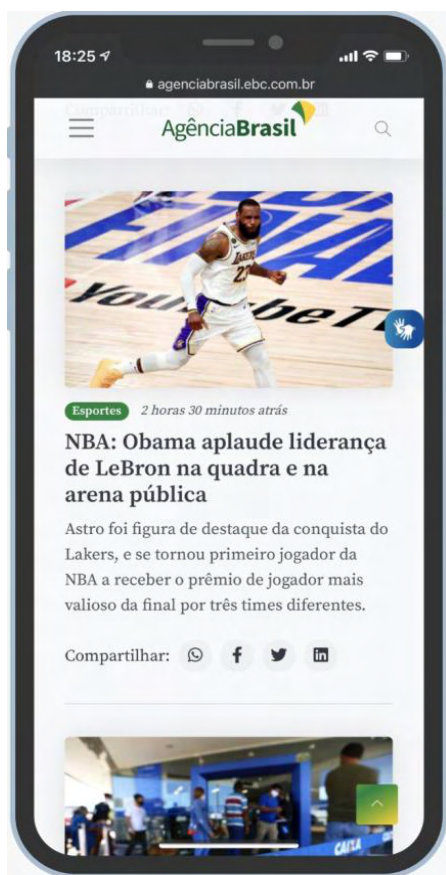 18:25
agenciabrasil.ebc.com.br
Compartilhar:
AgênciaBrasil
LAKERS
23
YouTube TV
Esportes 2 horas 30 minutos atrás
NBA: Obama aplaude liderança
de LeBron na quadra e na
arena pública
Astro foi figura de destaque da conquista do
Lakers, e se tornou primeiro jogador da
NBA a receber o prêmio de jogador mais
valioso da final por três times diferentes.
Compartilhar:
CAIXA